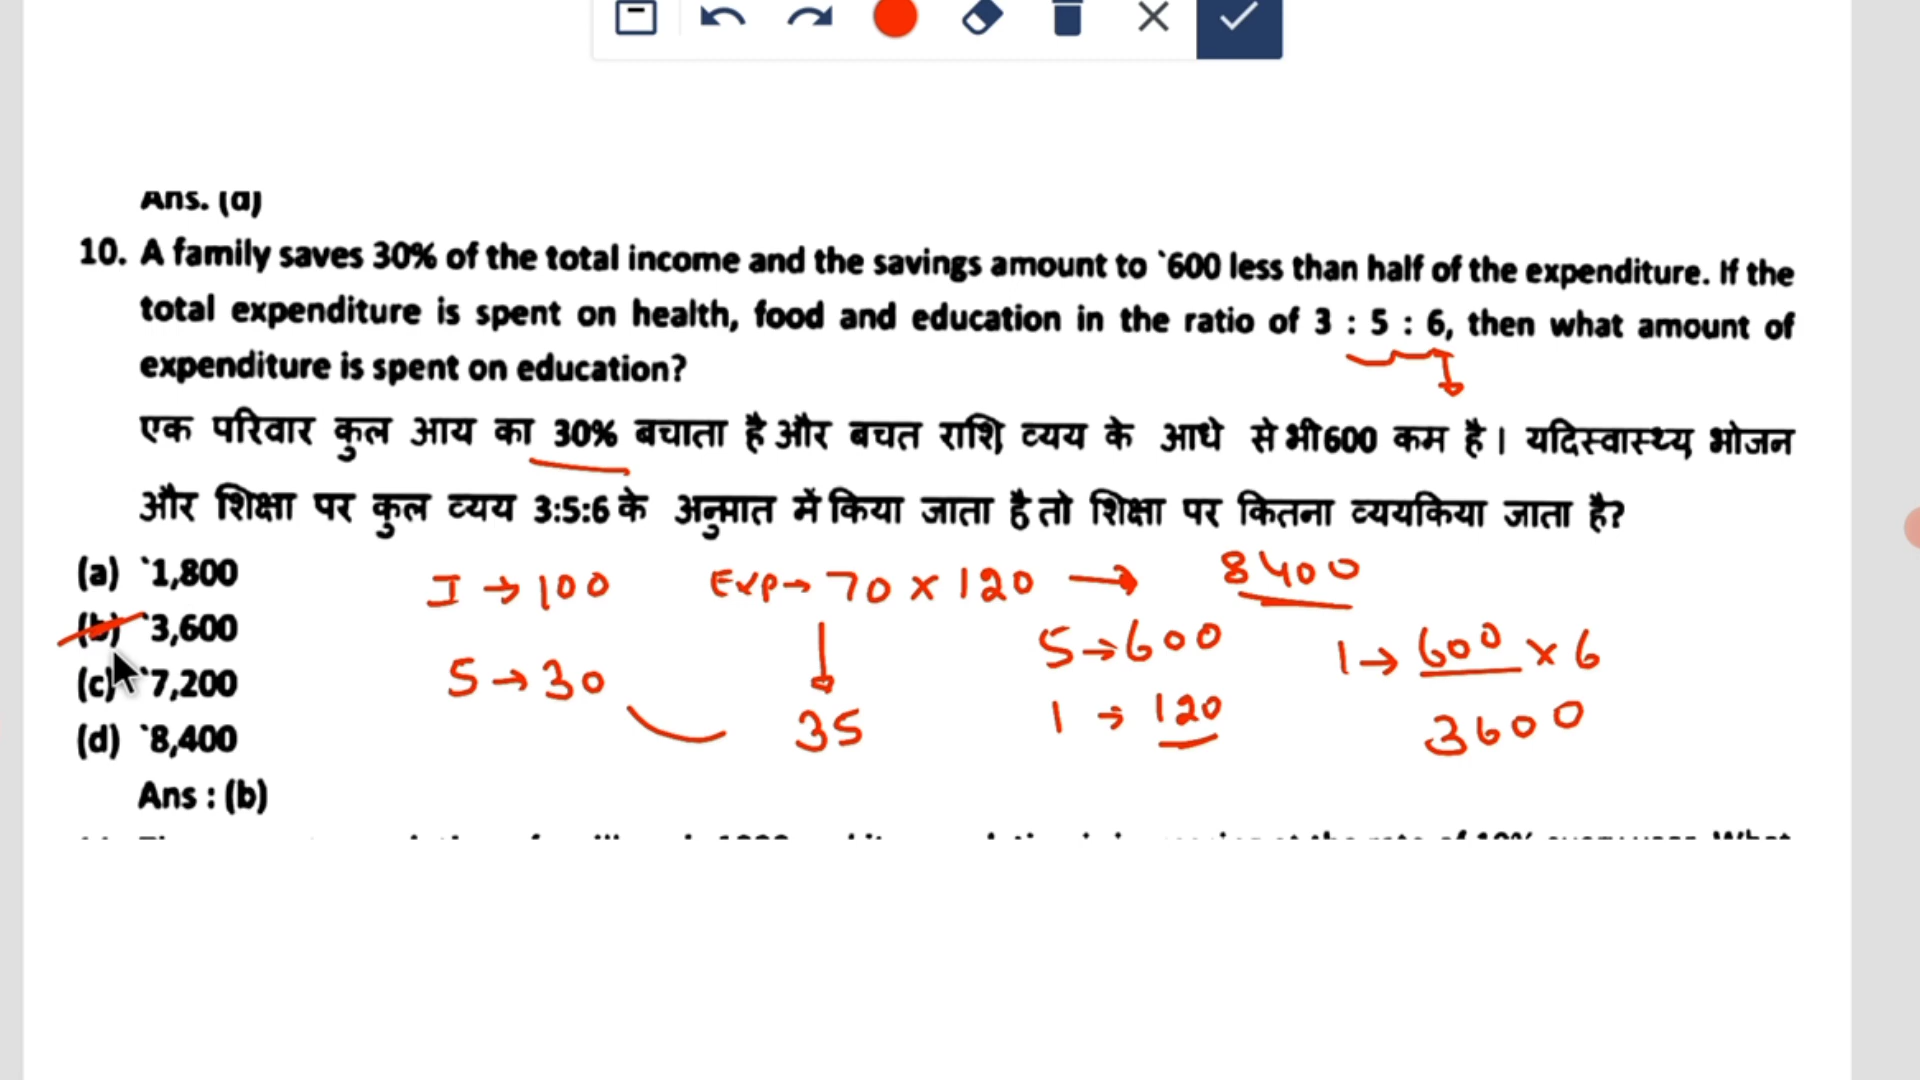 Ans. (a)
10. A family saves 30% of the total income and the savings amount to `600 less than half of the expenditure. If the
total expenditure is spent on health, food and education in the ratio of 3 : 5 : 6, then what amount of
expenditure is spent on education?
एक परिवार कुल आय का 30% बचाता है और बचत राशि व्यय के आधे से भी600 कम है। यदिस्वास्थ्य भोजन
और शिक्षा पर कुल व्यय 3:5:6 के अनुपात में किया जाता है तो शिक्षा पर कितना व्ययकिया जाता है?
(a) `1,800
(b) `3,600
(c) `7,200
(d) `8,400
Ans : (b)
I → 100 Exp→ 70 x 120 → 8400
S → 30 35 5→600 1→ 600 x 6
1 → 120 3600